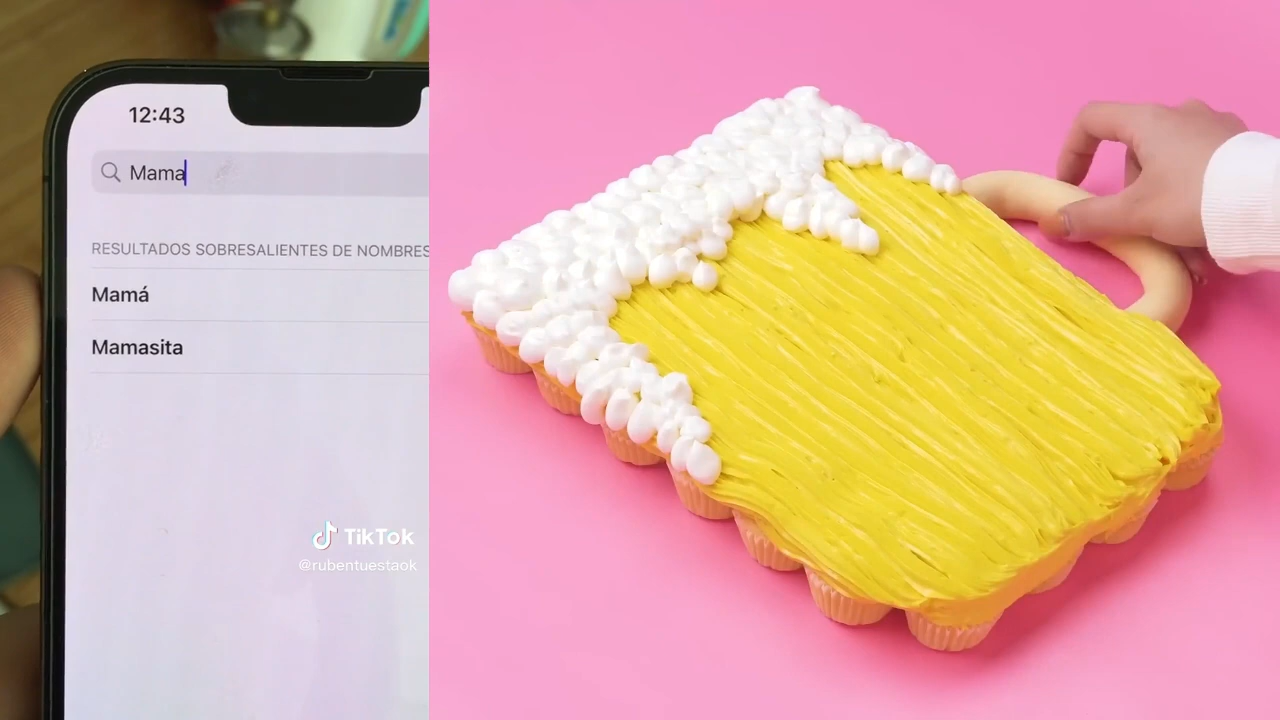 12:43
Mama
RESULTADOS SOBRESALIENTES DE NOMBRES
Mamá
Mamasita
TikTok
@rubentuestaok